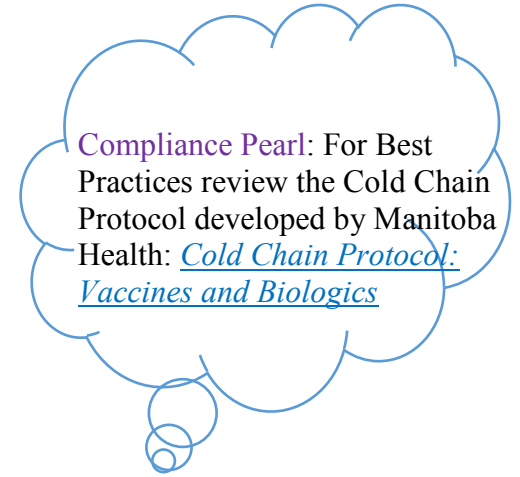 Compliance Pearl: For Best
Practices review the Cold Chain
Protocol developed by Manitoba
Health: Cold Chain Protocol:
Vaccines and Biologics